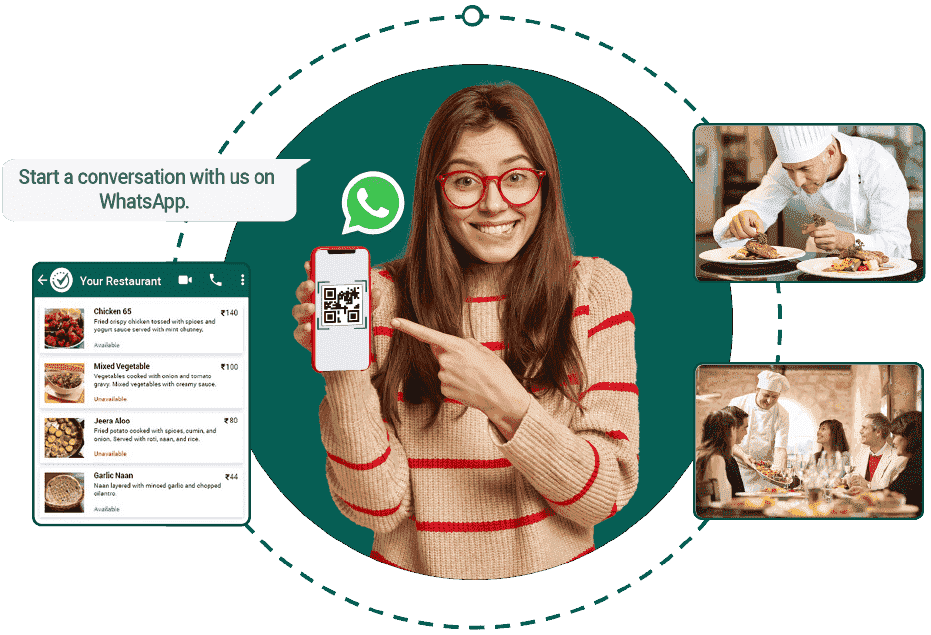 Start a conversation with us on
WhatsApp.
Your Restaurant
Chicken 65
₹140
Fried crispy chicken tossed with spices and
yogurt sauce served with mint chutney.
Available
Mixed Vegetable
₹100
Vegetables cooked with onion and tomato
gravy. Mixed vegetables with creamy sauce.
Unavailable
Jeera Aloo
₹80
Fried potato cooked with spices, cumin, and
onion. Served with roti, naan, and rice.
Unavailable
Garlic Naan
₹44
Naan layered with minced garlic and chopped
cilantro.
Available